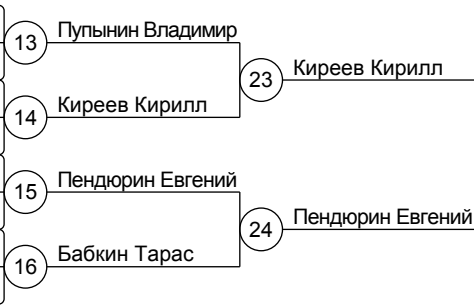 13 Пупынин Владимир
23 Киреев Кирилл
14 Киреев Кирилл
15 Пендюрин Евгений
24 Пендюрин Евгений
16 Бабкин Тарас